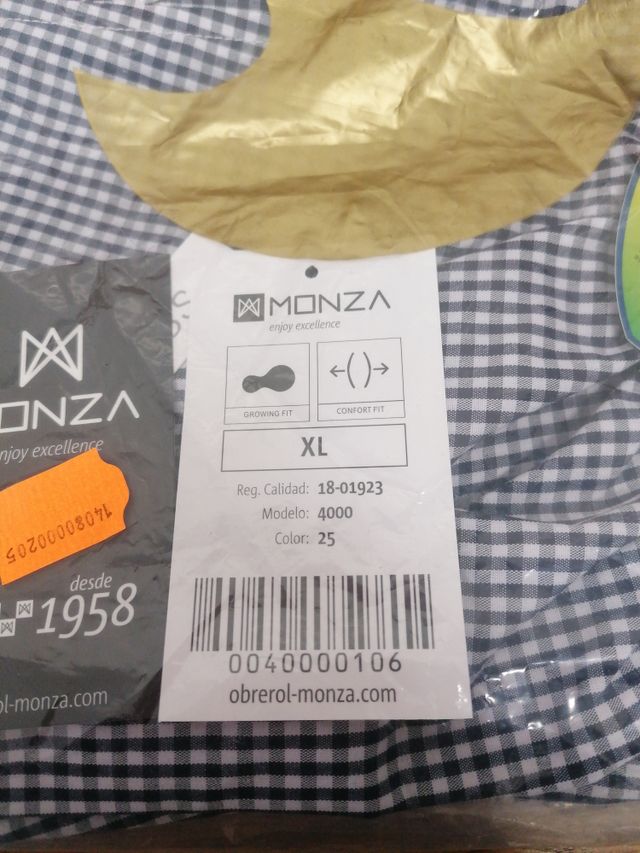 MONZA
enjoy excellence
GROWING FIT
CONFORT FIT
XL
Reg. Calidad: 18-01923
Modelo: 4000
Color: 25
0040000106
obrerol-monza.com
ONZA
enjoy excellence
14080000205
desde
1958
ol-monza.com